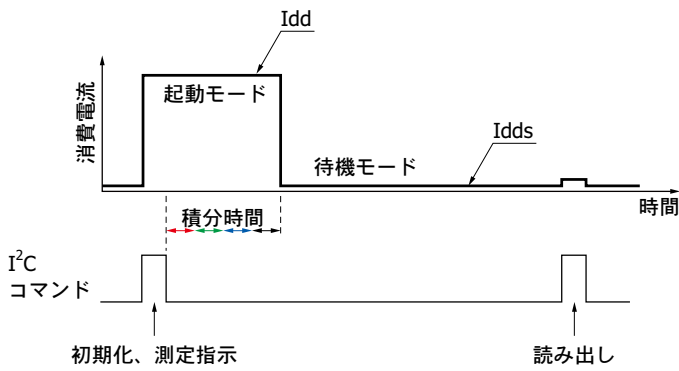 Idd
起動モード
消費電流
Idds
待機モード
時間
積分時間
I²C
コマンド
初期化、測定指示
読み出し